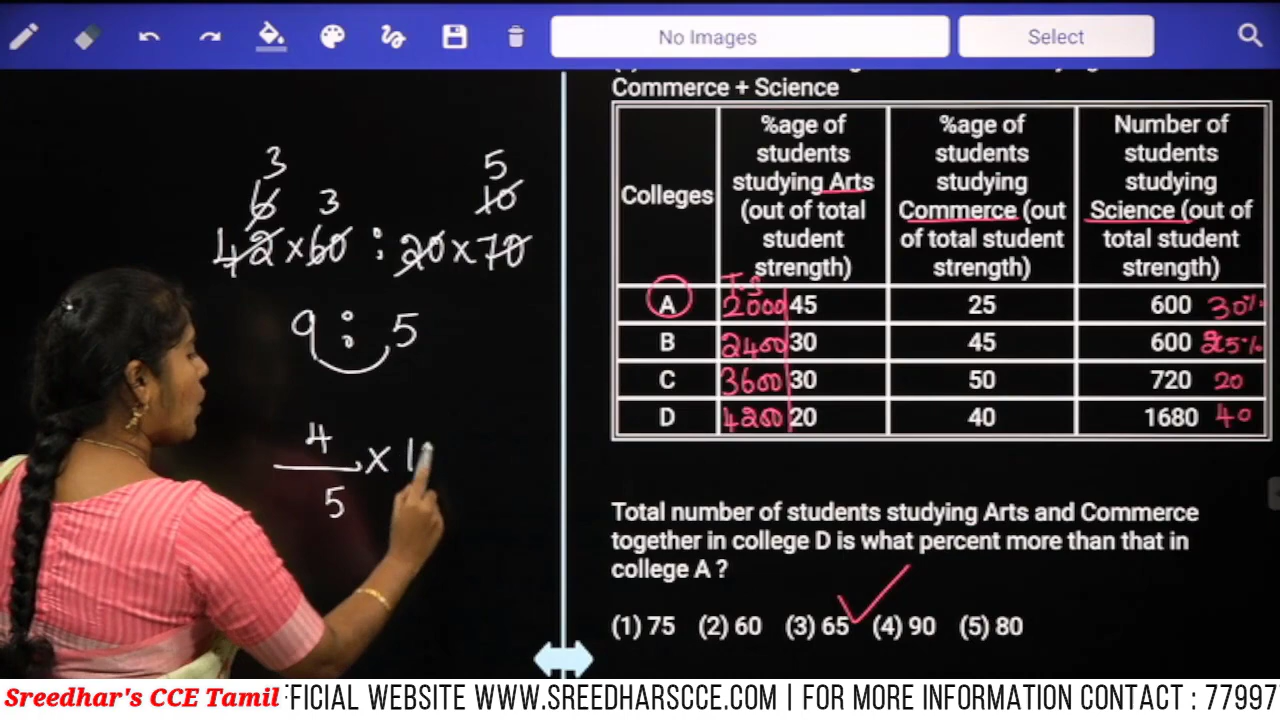 No Images
Select
Commerce + Science
Colleges
%age of students studying Arts (out of total student strength)
%age of students studying Commerce (out of total student strength)
Number of students studying Science (out of total student strength)
T.S
A 2000 45 25 600 30%
B 2400 30 45 600 25%
C 3600 30 50 720 20
D 4200 20 40 1680 40
Total number of students studying Arts and Commerce
together in college D is what percent more than that in
college A ?
(1) 75 (2) 60 (3) 65 (4) 90 (5) 80
3 5
6 3 10
42 x 60 : 20 x 70
9 : 5
4
x 1
5
Sreedhar's CCE Tamil
FICIAL WEBSITE WWW.SREEDHARSCCE.COM | FOR MORE INFORMATION CONTACT : 77997